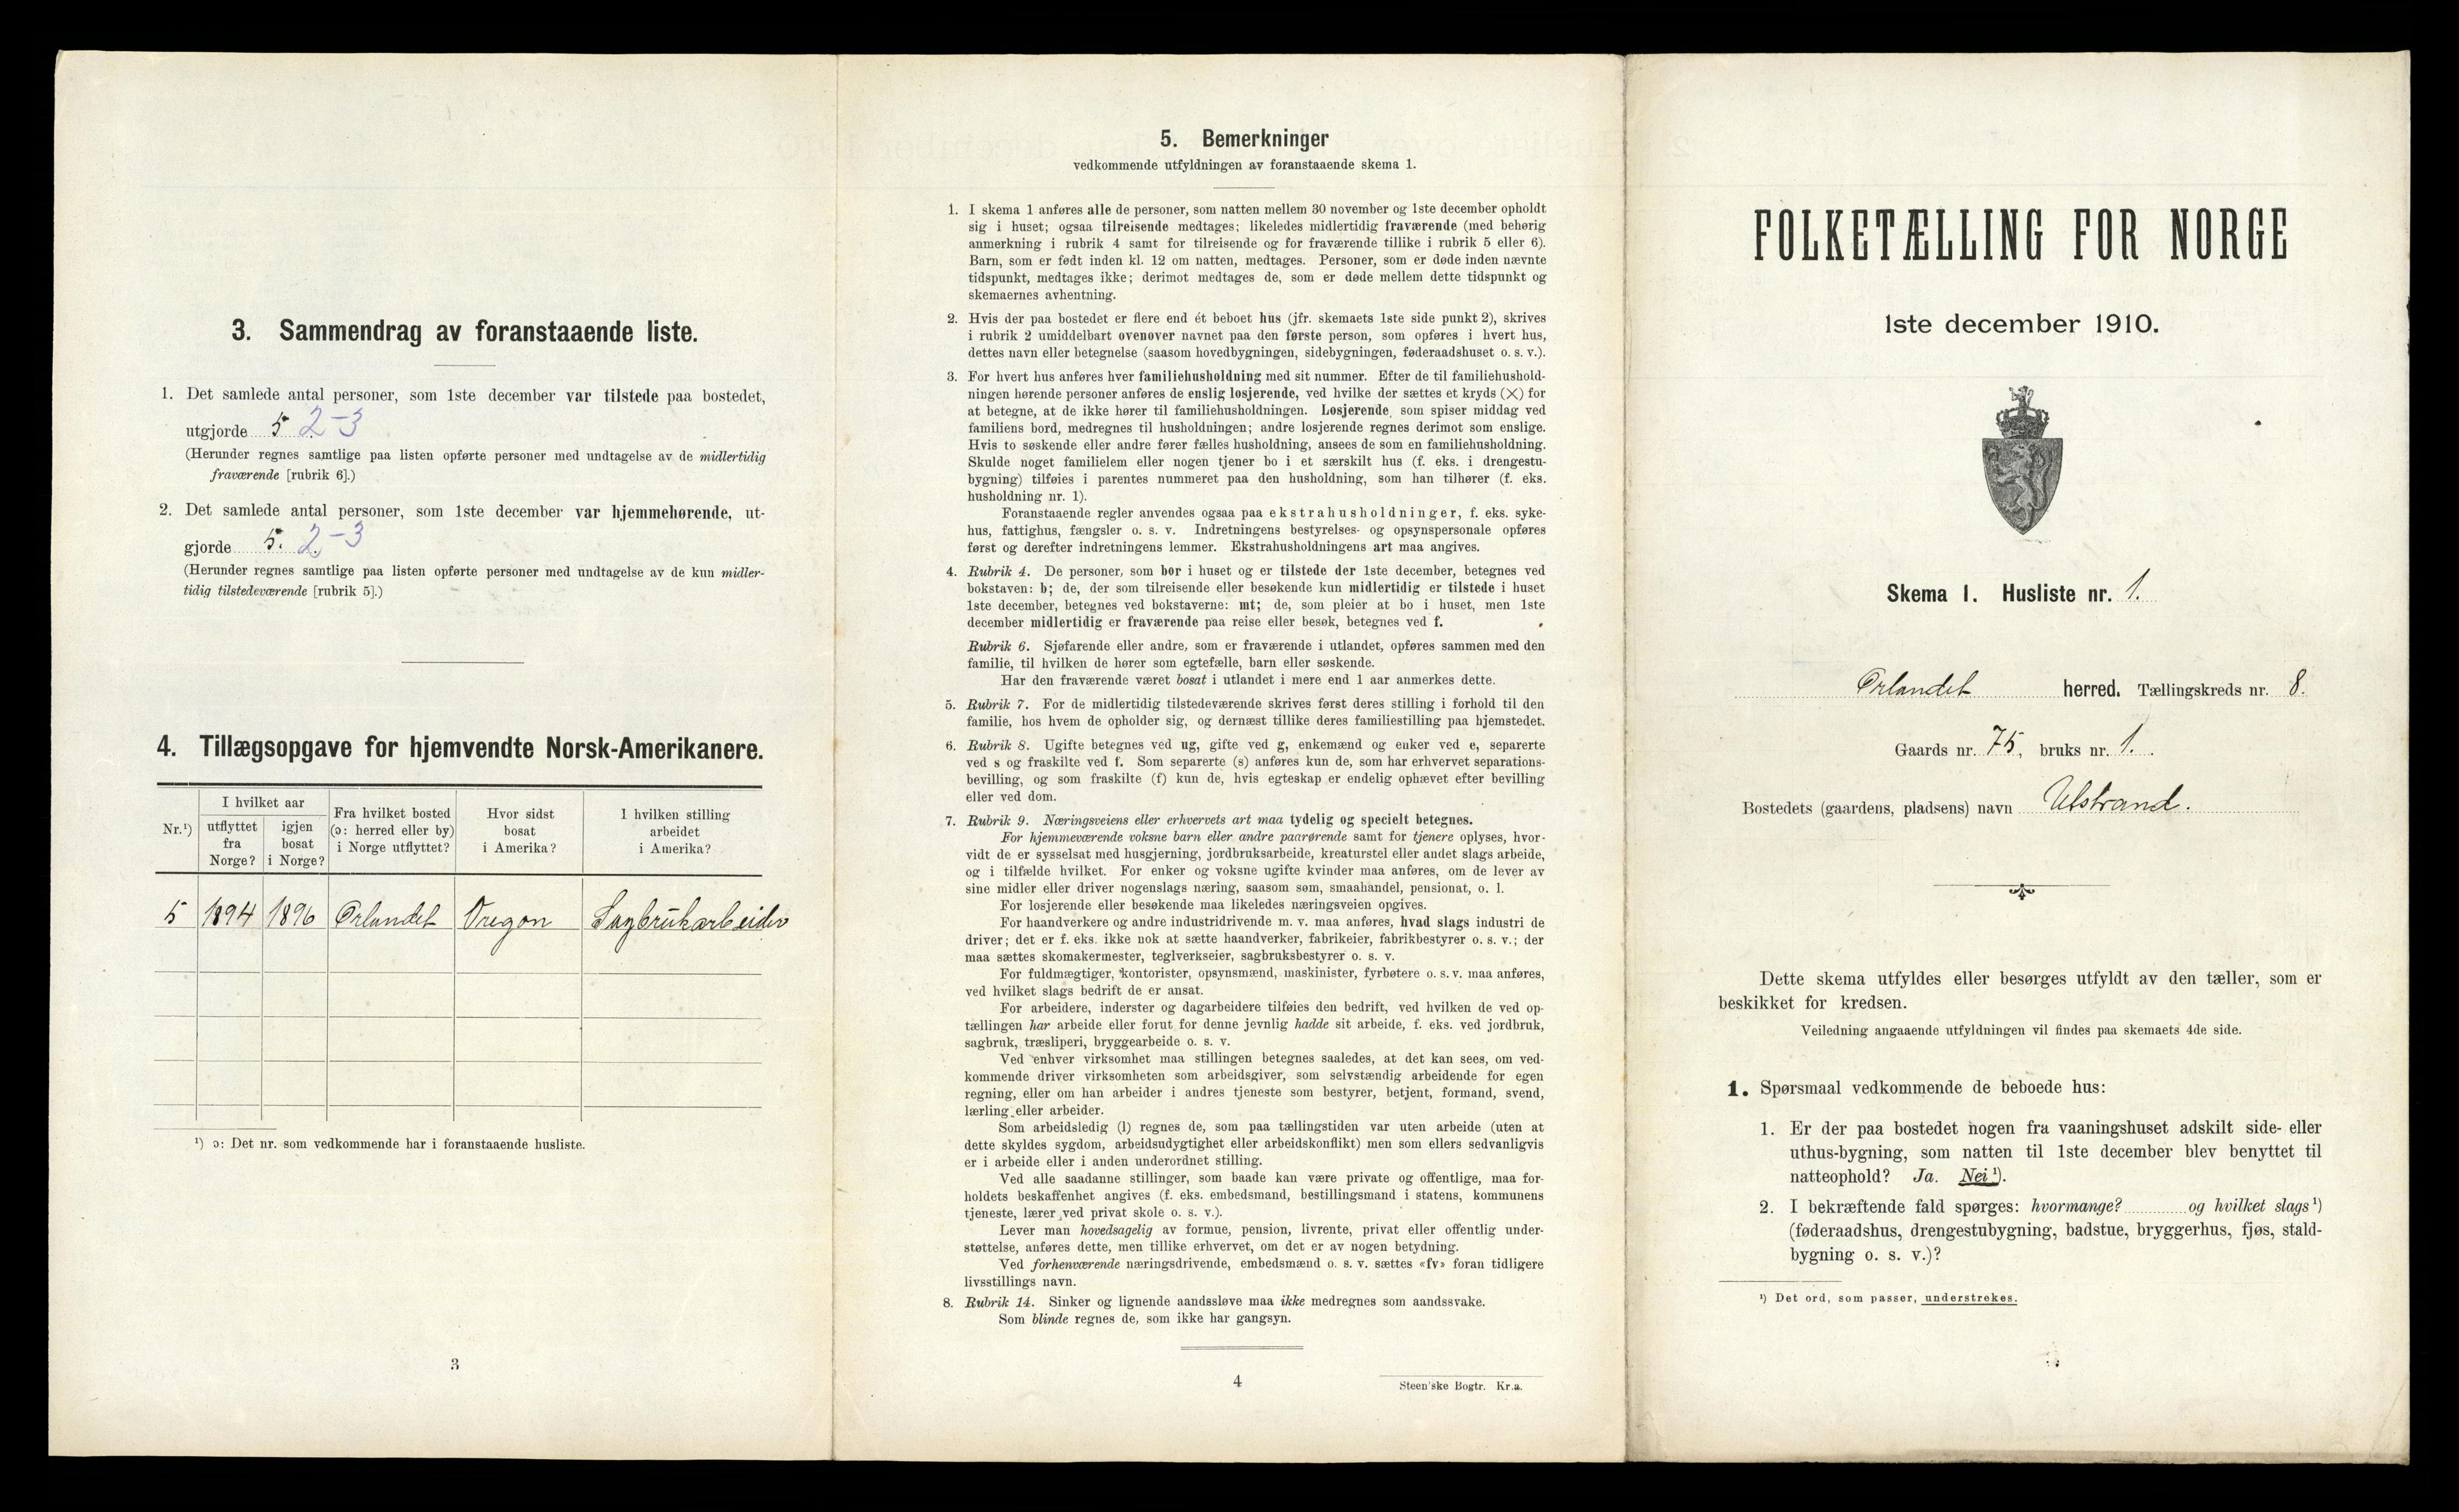 3. Sammendrag av foranstaaende liste.
1. Det samlede antal personer, som 1ste december var tilstede paa bostedet,
utgjorde 5 2-3
(Herunder regnes samtlige paa listen opførte personer med undtagelse av de midlertidig
fraværende [rubrik 6].)
2. Det samlede antal personer, som 1ste december var hjemmehørende, ut-
gjorde 5. 2-3
(Herunder regnes samtlige paa listen opførte personer med undtagelse av de kun midler-
tidig tilstedeværende [rubrik 5].)
4. Tillægsopgave for hjemvendte Norsk-Amerikanere.
Nr.¹)
I hvilket aar
utflyttet
fra
Norge?
igjen
bosat
i Norge?
Fra hvilket bosted
(ɔ: herred eller by)
i Norge utflyttet?
Hvor sidst
bosat
i Amerika?
I hvilken stilling
arbeidet
i Amerika?
5 1894 1896 Ørlandet Oregon Sagbrukarbeider
¹) ɔ: Det nr. som vedkommende har i foranstaaende husliste.
3
5. Bemerkninger
vedkommende utfyldningen av foranstaaende skema 1.
1. I skema 1 anføres alle de personer, som natten mellem 30 november og 1ste december opholdt
sig i huset; ogsaa tilreisende medtages; likeledes midlertidig fraværende (med behørig
anmerkning i rubrik 4 samt for tilreisende og for fraværende tillike i rubrik 5 eller 6).
Barn, som er født inden kl. 12 om natten, medtages. Personer, som er døde inden nævnte
tidspunkt, medtages ikke; derimot medtages de, som er døde mellem dette tidspunkt og
skemaernes avhentning.
2. Hvis der paa bostedet er flere end ét beboet hus (jfr. skemaets 1ste side punkt 2), skrives
i rubrik 2 umiddelbart ovenover navnet paa den første person, som opføres i hvert hus,
dettes navn eller betegnelse (saasom hovedbygningen, sidebygningen, føderaadshuset o. s. v.).
3. For hvert hus anføres hver familiehusholdning med sit nummer. Efter de til familiehushold-
ningen hørende personer anføres de enslig losjerende, ved hvilke der sættes et kryds (×) for
at betegne, at de ikke hører til familiehusholdningen. Losjerende som spiser middag ved
familiens bord, medregnes til husholdningen; andre losjerende regnes derimot som enslige.
Hvis to søskende eller andre fører fælles husholdning, ansees de som en familiehusholdning.
Skulde noget familielem eller nogen tjener bo i et særskilt hus (f. eks. i drengestu-
bygning) tilføies i parentes nummeret paa den husholdning, som han tilhører (f. eks.
husholdning nr. 1).
Foranstaaende regler anvendes ogsaa paa ekstrahusholdninger, f. eks. syke-
hus, fattighus, fængsler o. s. v. Indretningens bestyrelses- og opsynspersonale opføres
først og derefter indretningens lemmer. Ekstrahusholdningens art maa angives.
4. Rubrik 4. De personer, som bor i huset og er tilstede der 1ste december, betegnes ved
bokstaven: b; de, der som tilreisende eller besøkende kun midlertidig er tilstede i huset
1ste december, betegnes ved bokstaverne: mt; de, som pleier at bo i huset, men 1ste
december midlertidig er fraværende paa reise eller besøk, betegnes ved f.
Rubrik 6. Sjøfarende eller andre, som er fraværende i utlandet, opføres sammen med den
familie, til hvilken de hører som egtefælle, barn eller søskende.
Har den fraværende været bosat i utlandet i mere end 1 aar anmerkes dette.
5. Rubrik 7. For de midlertidig tilstedeværende skrives først deres stilling i forhold til den
familie, hos hvem de opholder sig, og dernæst tillike deres familiestilling paa hjemstedet.
6. Rubrik 8. Ugifte betegnes ved ug, gifte ved g, enkemænd og enker ved e, separerte
ved s og fraskilte ved f. Som separerte (s) anføres kun de, som har erhvervet separations-
bevilling, og som fraskilte (f) kun de, hvis egteskap er endelig ophævet efter bevilling
eller ved dom.
7. Rubrik 9. Næringsveiens eller erhvervets art maa tydelig og specielt betegnes.
For hjemmeværende voksne barn eller andre paarørende samt for tjenere oplyses, hvor-
vidt de er sysselsat med husgjerning, jordbruksarbeide, kreaturstel eller andet slags arbeide,
og i tilfælde hvilket. For enker og voksne ugifte kvinder maa anføres, om de lever av
sine midler eller driver nogenslags næring, saasom søm, smaahandel, pensionat, o. l.
For losjerende eller besøkende maa likeledes næringsveien opgives.
For haandverkere og andre industridrivende m. v. maa anføres, hvad slags industri de
driver; det er f. eks. ikke nok at sætte haandverker, fabrikeier, fabrikbestyrer o. s. v.; der
maa sættes skomakermester, teglverkseier, sagbruksbestyrer o. s. v.
For fuldmægtiger, kontorister, opsynsmænd, maskinister, fyrbøtere o. s. v. maa anføres,
ved hvilket slags bedrift de er ansat.
For arbeidere, inderster og dagarbeidere tilføies den bedrift, ved hvilken de ved op-
tællingen har arbeide eller forut for denne jevnlig hadde sit arbeide, f. eks. ved jordbruk,
sagbruk, træsliperi, bryggearbeide o. s. v.
Ved enhver virksomhet maa stillingen betegnes saaledes, at det kan sees, om ved-
kommende driver virksomheten som arbeidsgiver, som selvstændig arbeidende for egen
regning, eller om han arbeider i andres tjeneste som bestyrer, betjent, formand, svend,
lærling eller arbeider.
Som arbeidsledig (l) regnes de, som paa tællingstiden var uten arbeide (uten at
dette skyldes sygdom, arbeidsudygtighet eller arbeidskonflikt) men som ellers sedvanligvis
er i arbeide eller i anden underordnet stilling.
Ved alle saadanne stillinger, som baade kan være private og offentlige, maa for-
holdets beskaffenhet angives (f. eks. embedsmand, bestillingsmand i statens, kommunens
tjeneste, lærer ved privat skole o. s. v.).
Lever man hovedsagelig av formue, pension, livrente, privat eller offentlig under-
støttelse, anføres dette, men tillike erhvervet, om det er av nogen betydning.
Ved forhenværende næringsdrivende, embedsmænd o. s. v. sættes «fv» foran tidligere
livsstillings navn.
8. Rubrik 14. Sinker og lignende aandssløve maa ikke medregnes som aandssvake.
Som blinde regnes de, som ikke har gangsyn.
4
Steen'ske Bogtr. Kr.a.
FOLKETÆLLING FOR NORGE
1ste december 1910.
Skema 1. Husliste nr. 1.
Ørlandet herred. Tællingskreds nr. 8.
Gaards nr. 75, bruks nr. 1.
Bostedets (gaardens, pladsens) navn Ulstrand.
Dette skema utfyldes eller besørges utfyldt av den tæller, som er
beskikket for kredsen.
Veiledning angaaende utfyldningen vil findes paa skemaets 4de side.
1. Spørsmaal vedkommende de beboede hus:
1. Er der paa bostedet nogen fra vaaningshuset adskilt side- eller
uthus-bygning, som natten til 1ste december blev benyttet til
natteophold? Ja. Nei¹).
2. I bekræftende fald spørges: hvormange? og hvilket slags¹)
(føderaadshus, drengestubygning, badstue, bryggerhus, fjøs, stald-
bygning o. s. v.)?
¹) Det ord, som passer, understrekes.